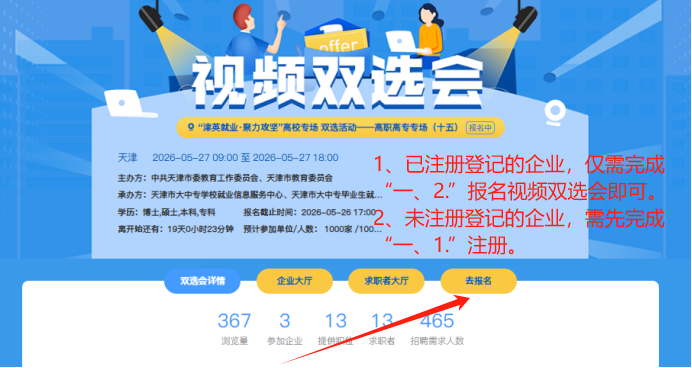 offer
视频双选会
“津英就业·聚力攻坚”高校专场 双选活动——高职高专专场（十五） 报名中
天津 2026-05-27 09:00 至 2026-05-27 18:00
主办方：中共天津市委教育工作委员会、天津市教育委员会
承办方：天津市大中专学校就业信息服务中心、天津市大中专毕业生就...
学历：博士,硕士,本科,专科 报名截止时间：2026-05-26 17:00
离开始还有：19天0小时23分钟 预计参加单位/人数： 1000家 /100...
1、已注册登记的企业，仅需完成
“一、2.”报名视频双选会即可。
2、未注册登记的企业，需先完成
“一、1.”注册。
双选会详情 企业大厅 求职者大厅 去报名
367 3 13 13 465
浏览量 参加企业 提供职位 求职者 招聘需求人数